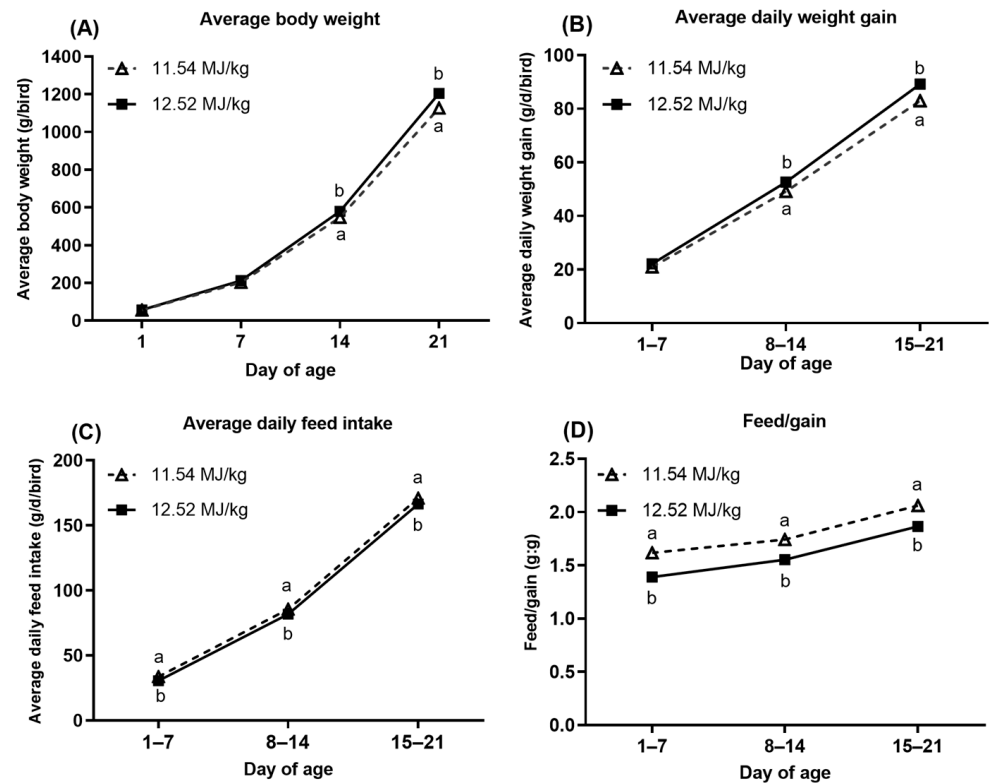 (A)
Average body weight
Average body weight (g/bird)
1400
1200
1000
800
600
400
200
0
11.54 MJ/kg
12.52 MJ/kg
b
a
b
a
1 7 14 21
Day of age
(B)
Average daily weight gain
Average daily weight gain (g/d/bird)
100
80
60
40
20
0
11.54 MJ/kg
12.52 MJ/kg
b
a
b
a
1–7 8–14 15–21
Day of age
(C)
Average daily feed intake
Average daily feed intake (g/d/bird)
200
150
100
50
0
11.54 MJ/kg
12.52 MJ/kg
a
b
a
b
a
b
1–7 8–14 15–21
Day of age
(D)
Feed/gain
Feed/gain (g:g)
2.5
2.0
1.5
1.0
0.5
0.0
11.54 MJ/kg
12.52 MJ/kg
a
b
a
b
a
b
1–7 8–14 15–21
Day of age